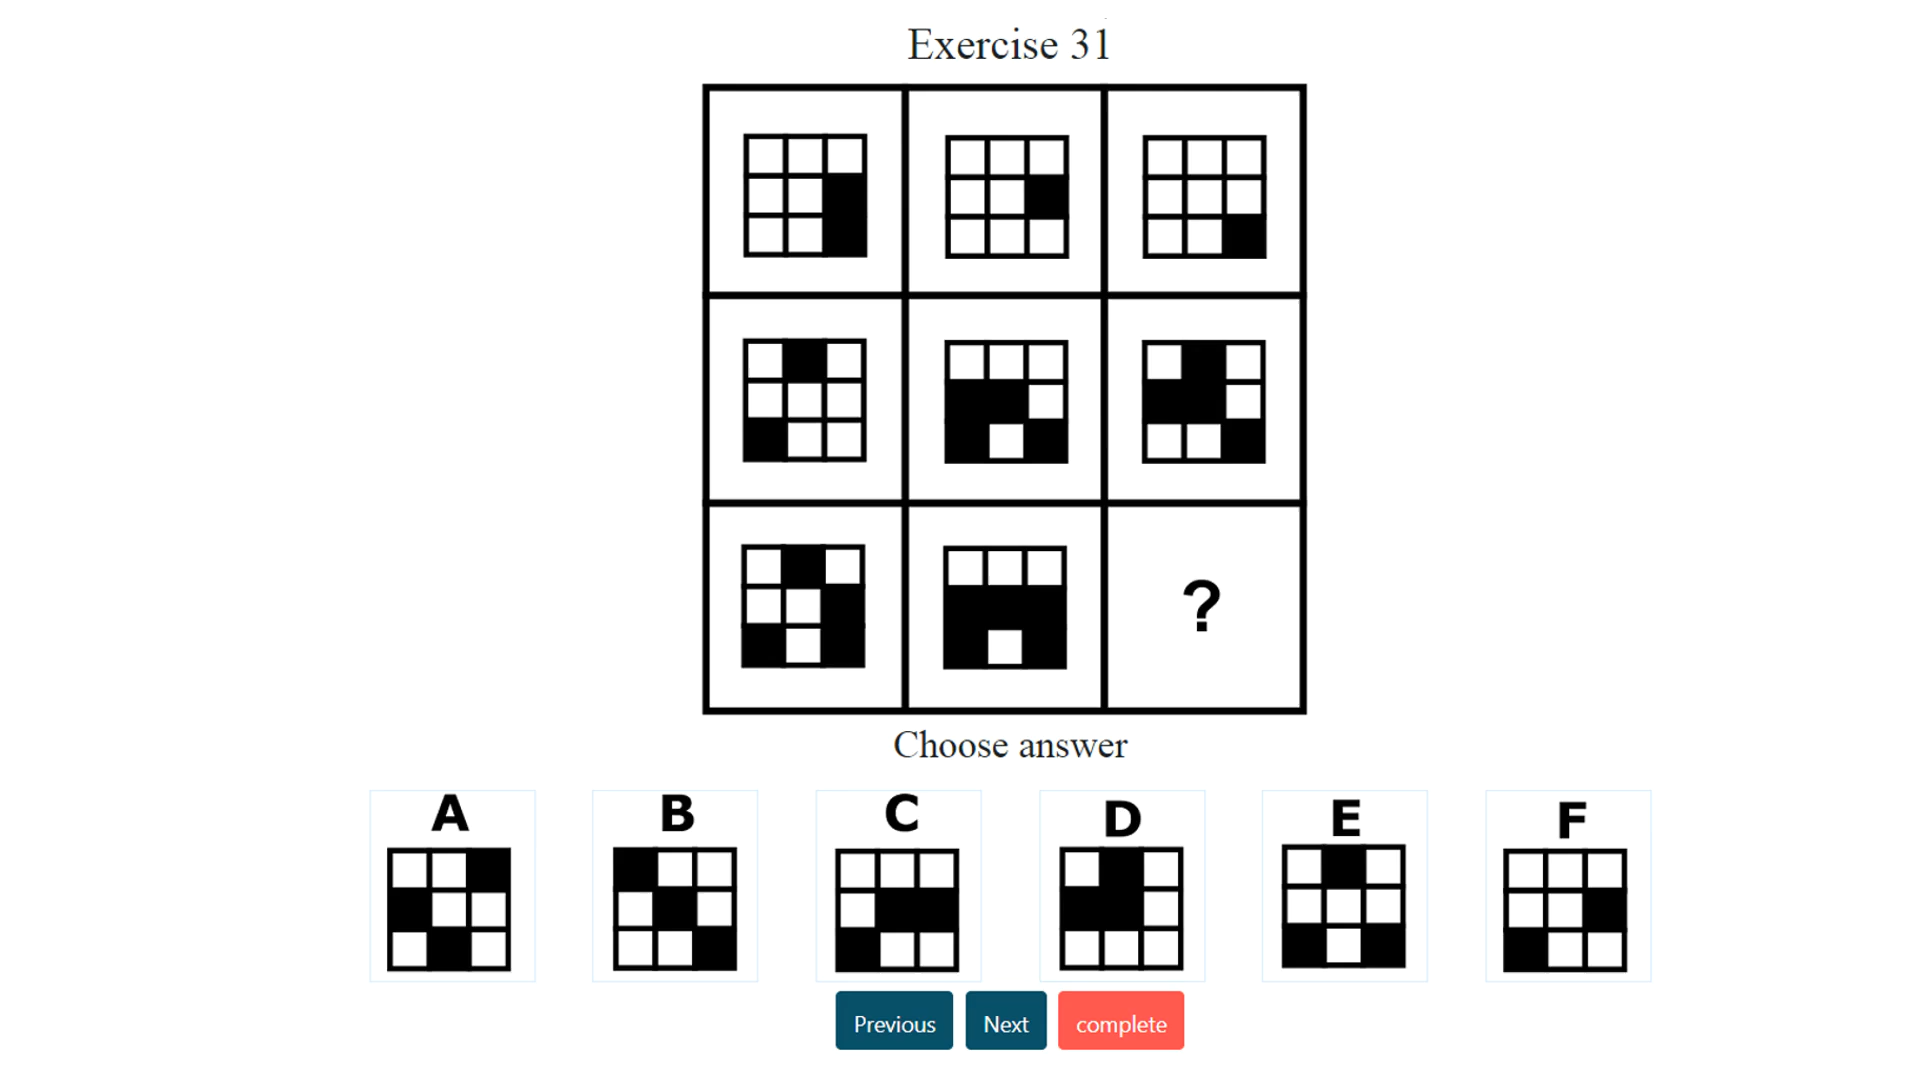 Exercise 31
?
Choose answer
A B C D E F
Previous Next complete